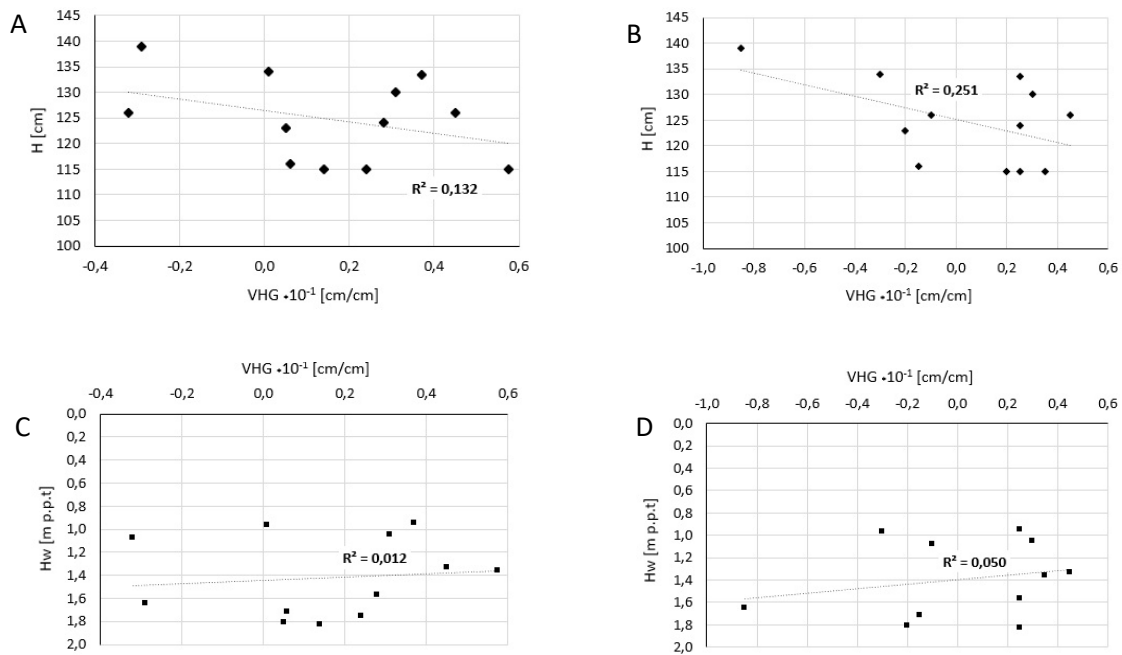 A
145
140
135
130
125
120
115
110
105
100
H [cm]
R² = 0,132
-0,4 -0,2 0,0 0,2 0,4 0,6
VHG •10⁻¹ [cm/cm]
B
145
140
135
130
125
120
115
110
105
100
H [cm]
R² = 0,251
-1,0 -0,8 -0,6 -0,4 -0,2 0,0 0,2 0,4 0,6
VHG •10⁻¹ [cm/cm]
C
VHG •10⁻¹ [cm/cm]
-0,4 -0,2 0,0 0,2 0,4 0,6
0,0
0,2
0,4
0,6
0,8
1,0
1,2
1,4
1,6
1,8
2,0
Hw [m p.p.t]
R² = 0,012
D
VHG •10⁻¹ [cm/cm]
-1,0 -0,8 -0,6 -0,4 -0,2 0,0 0,2 0,4 0,6
0,0
0,2
0,4
0,6
0,8
1,0
1,2
1,4
1,6
1,8
2,0
Hw [m p.p.t]
R² = 0,050